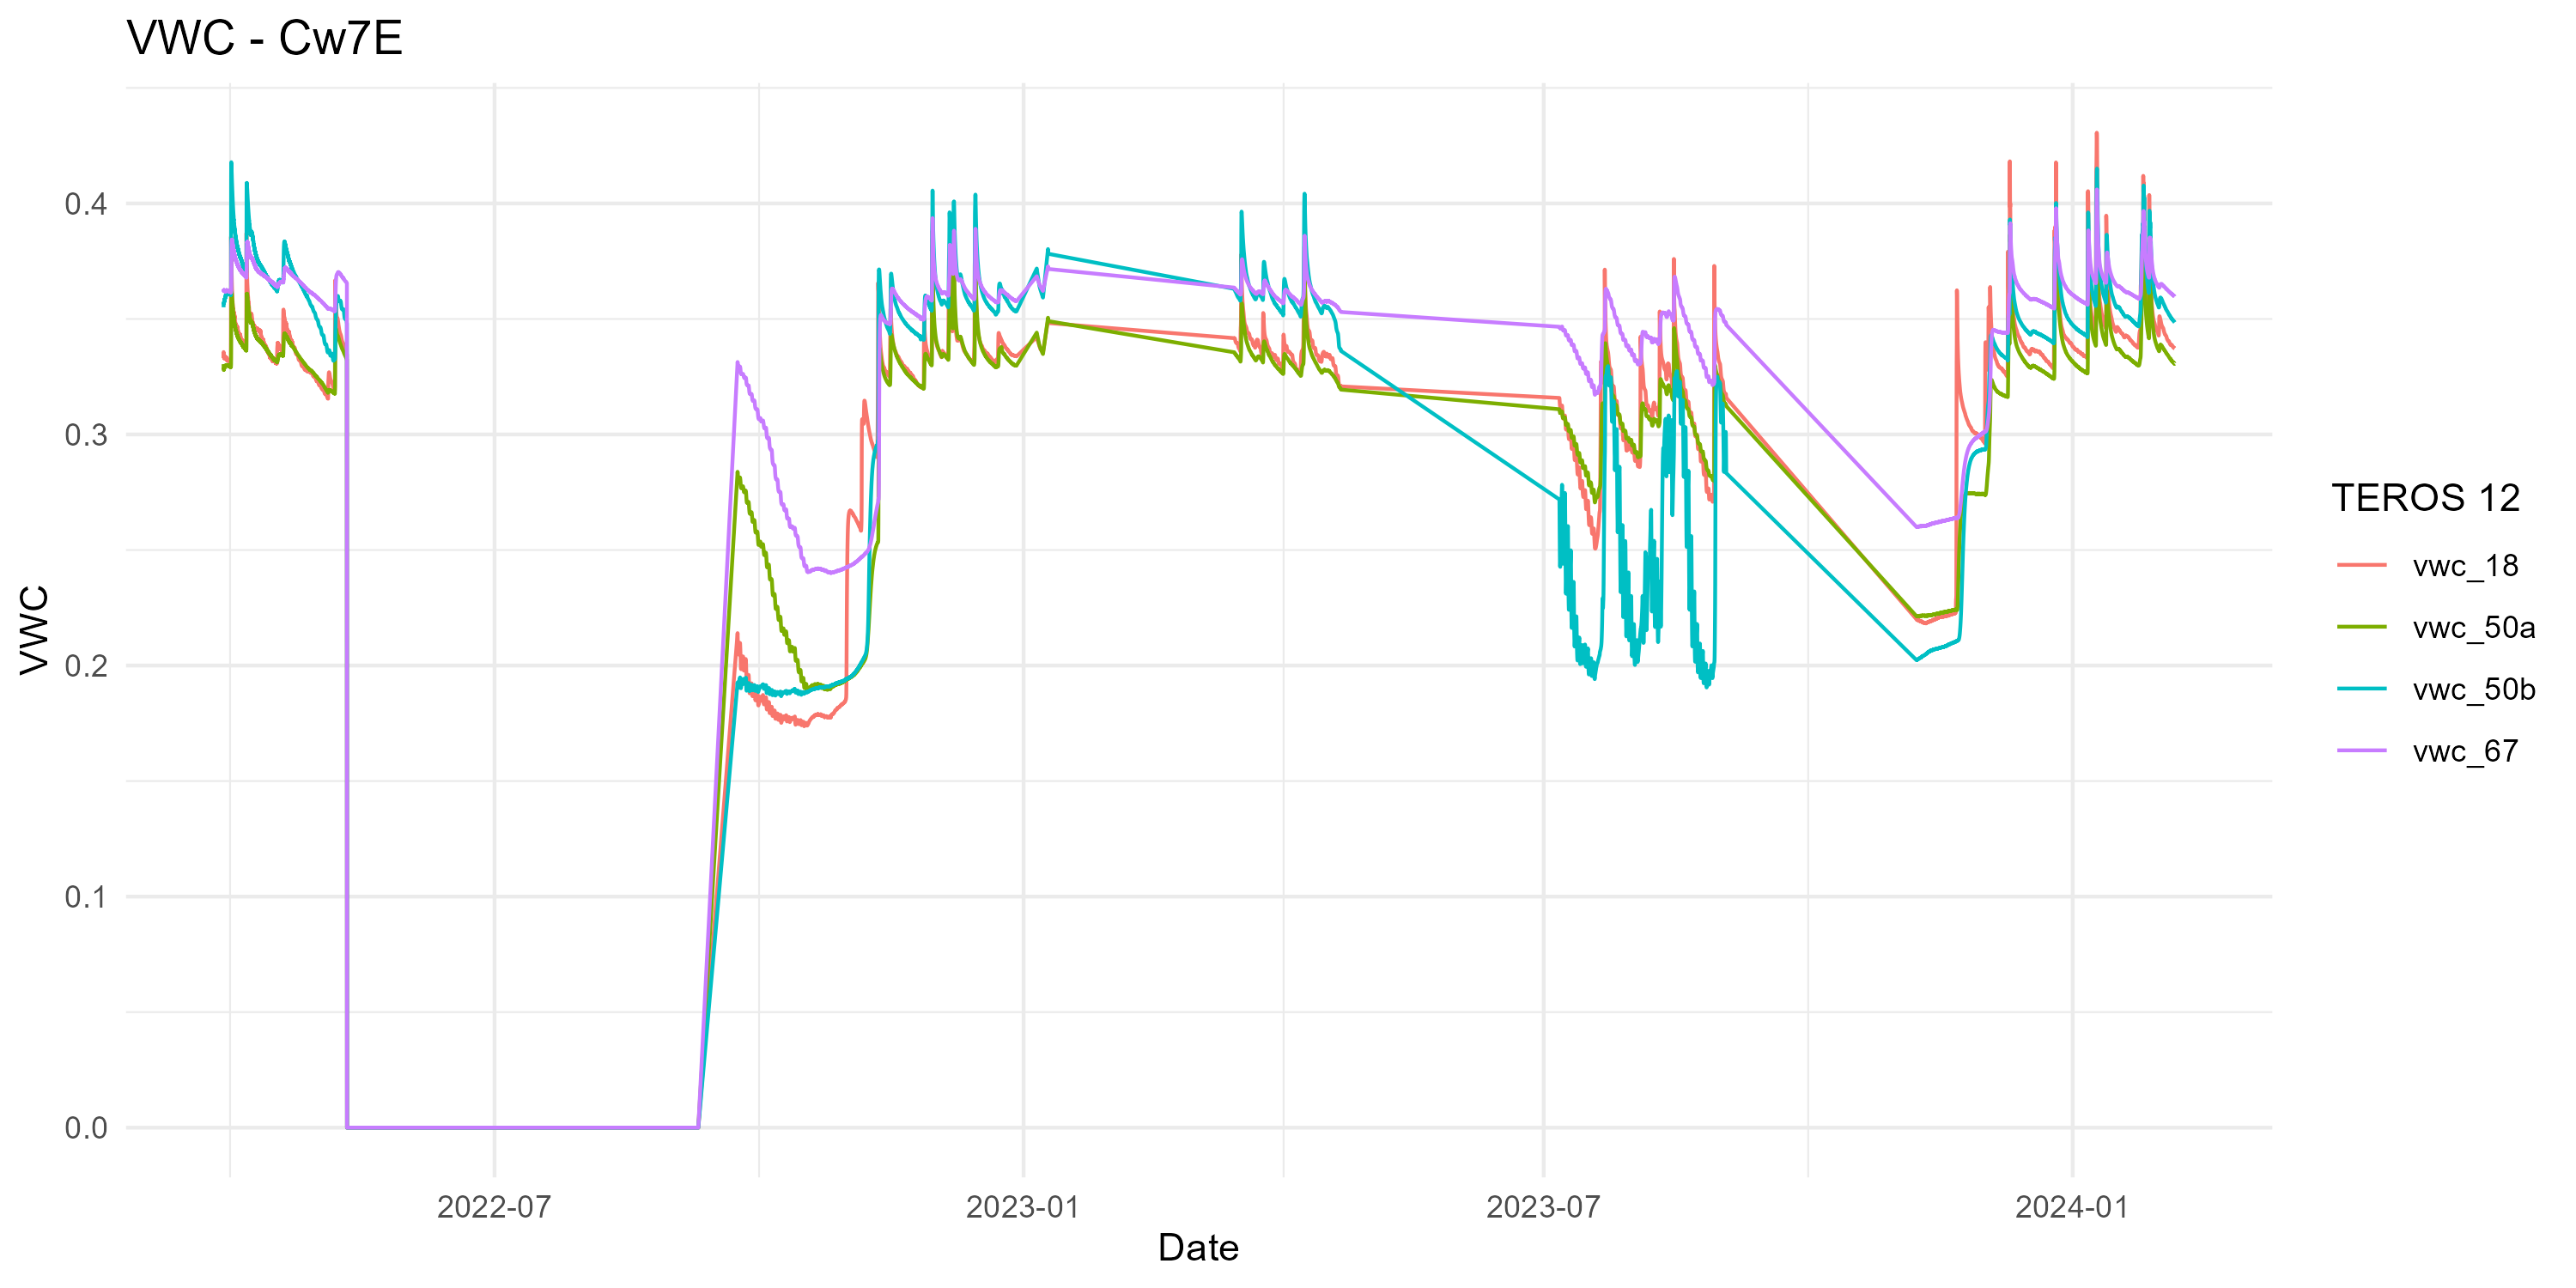 VWC - Cw7E
0.4
0.3
0.2
0.1
0.0
VWC
2022-07
2023-01
2023-07
2024-01
Date
TEROS 12
vwc_18
vwc_50a
vwc_50b
vwc_67